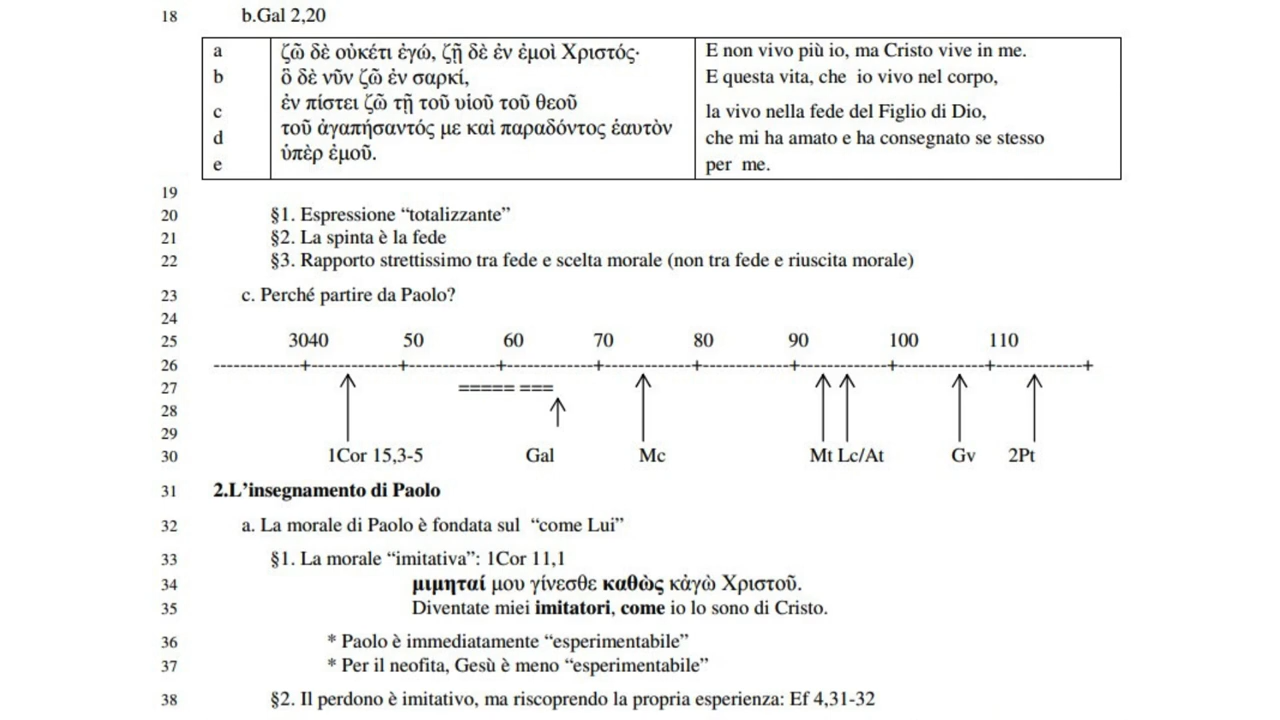 18 b.Gal 2,20
a ζῶ δὲ οὐκέτι ἐγώ, ζῇ δὲ ἐν ἐμοὶ Χριστός· E non vivo più io, ma Cristo vive in me.
b ὃ δὲ νῦν ζῶ ἐν σαρκί, E questa vita, che io vivo nel corpo,
c ἐν πίστει ζῶ τῇ τοῦ υἱοῦ τοῦ θεοῦ la vivo nella fede del Figlio di Dio,
d τοῦ ἀγαπήσαντός με καὶ παραδόντος ἑαυτὸν che mi ha amato e ha consegnato se stesso
e ὑπὲρ ἐμοῦ. per me.
19
20 §1. Espressione “totalizzante”
21 §2. La spinta è la fede
22 §3. Rapporto strettissimo tra fede e scelta morale (non tra fede e riuscita morale)
23 c. Perché partire da Paolo?
24
25 3040 50 60 70 80 90 100 110
26 -------------+-------------+-------------+-------------+-------------+-------------+-------------+-------------+-------------+
27 ===== ===
28
29
30 1Cor 15,3-5 Gal Mc Mt Lc/At Gv 2Pt
31 2.L’insegnamento di Paolo
32 a. La morale di Paolo è fondata sul “come Lui”
33 §1. La morale “imitativa”: 1Cor 11,1
34 μιμηταί μου γίνεσθε καθὼς κἀγὼ Χριστοῦ.
35 Diventate miei imitatori, come io lo sono di Cristo.
36 * Paolo è immediatamente “esperimentabile”
37 * Per il neofita, Gesù è meno “esperimentabile”
38 §2. Il perdono è imitativo, ma riscoprendo la propria esperienza: Ef 4,31-32